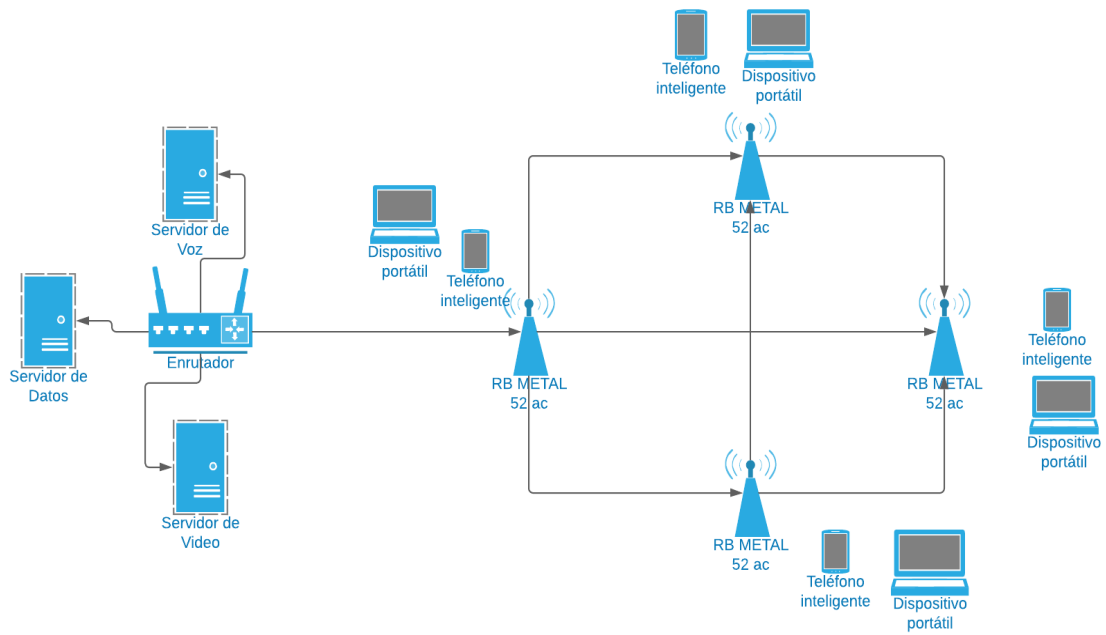 Teléfono
inteligente
Dispositivo
portátil
RB METAL
52 ac
Servidor de
Voz
Dispositivo
portátil
Teléfono
inteligente
Servidor de
Datos
Enrutador
RB METAL
52 ac
RB METAL
52 ac
Teléfono
inteligente
Dispositivo
portátil
Servidor de
Video
RB METAL
52 ac
Teléfono
inteligente
Dispositivo
portátil